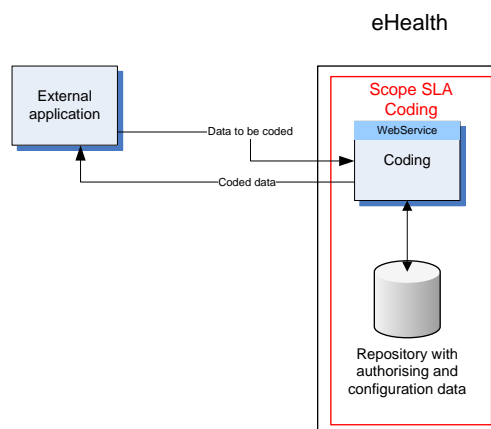 eHealth
External
application
Scope SLA
Coding
WebService
Coding
Data to be coded
Coded data
Repository with
authorising and
configuration data